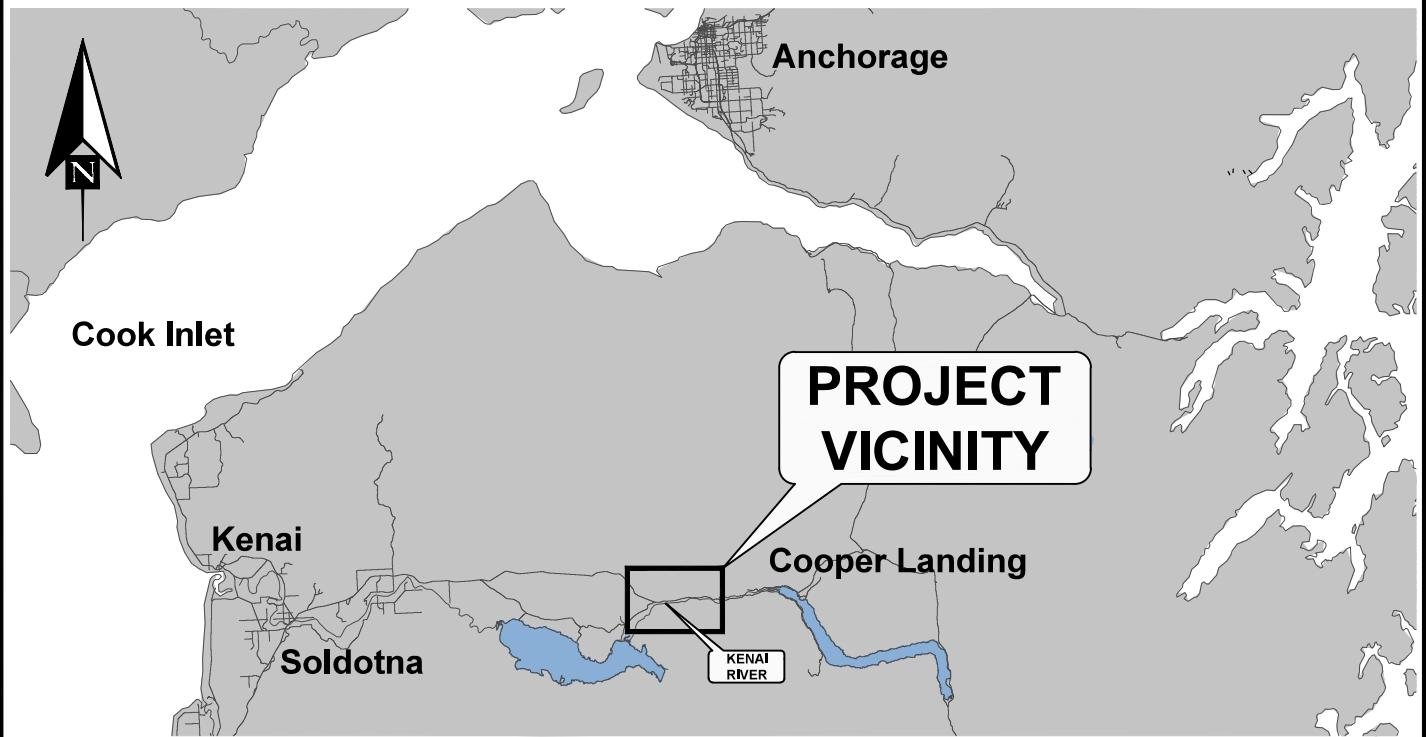 Anchorage
N
Cook Inlet
PROJECT
VICINITY
Kenai
Cooper Landing
Soldotna
KENAI
RIVER